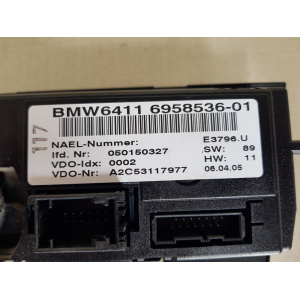 BMW6411 6958536-01
117
NAEL-Nummer: E3796.U
lfd. Nr: 050150327 .SW: 89
VDO-Idx: 0002 HW: 11
VDO-Nr: A2C53117977 06.04.05